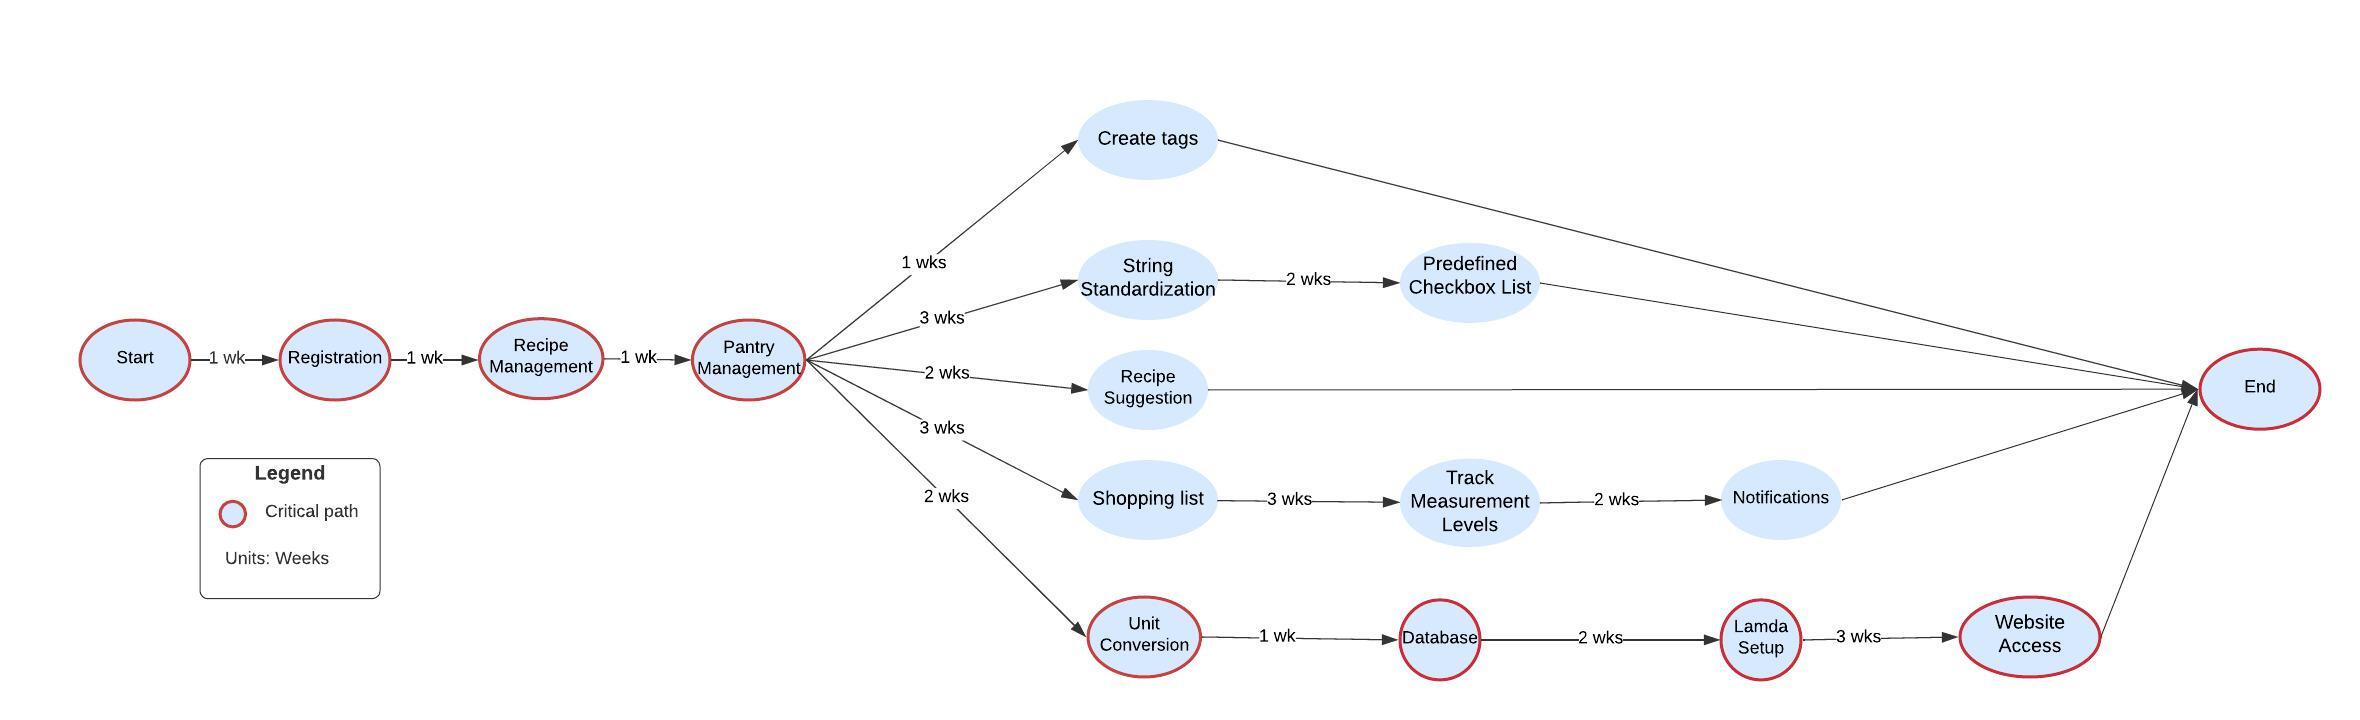 Create tags
1 wks
String
Standardization
2 wks
Predefined
Checkbox List
3 wks
Start
1 wk
Registration
1 wk
Recipe
Management
1 wk
Pantry
Management
2 wks
Recipe
Suggestion
End
3 wks
Shopping list
3 wks
Track
Measurement
Levels
2 wks
Notifications
2 wks
Unit
Conversion
1 wk
Database
2 wks
Lamda
Setup
3 wks
Website
Access
Legend
Critical path
Units: Weeks